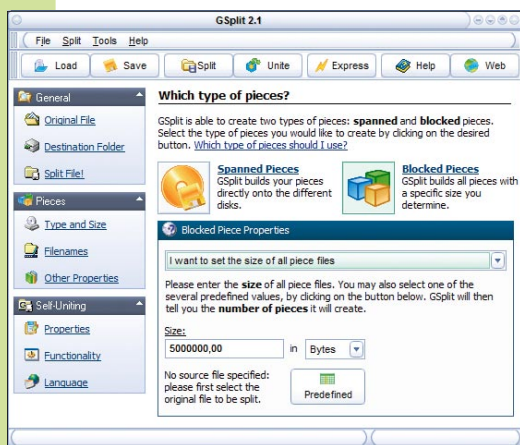 GSplit 2.1
File Split Tools Help
Load Save Split Unite Express Help Web
General
Original File
Destination Folder
Split File!
Pieces
Type and Size
Filenames
Other Properties
Self-Uniting
Properties
Functionality
Language
Which type of pieces?
GSplit is able to create two types of pieces: spanned and blocked pieces.
Select the type of pieces you would like to create by clicking on the desired
button. Which type of pieces should I use?
Spanned Pieces
GSplit builds your pieces
directly onto the different
disks.
Blocked Pieces
GSplit builds all pieces with
a specific size you
determine.
Blocked Piece Properties
I want to set the size of all piece files
Please enter the size of all piece files. You may also select one of the
several predefined values, by clicking on the button below. GSplit will then
tell you the number of pieces it will create.
Size:
5000000,00 in Bytes
No source file specified:
please first select the
original file to be split.
Predefined